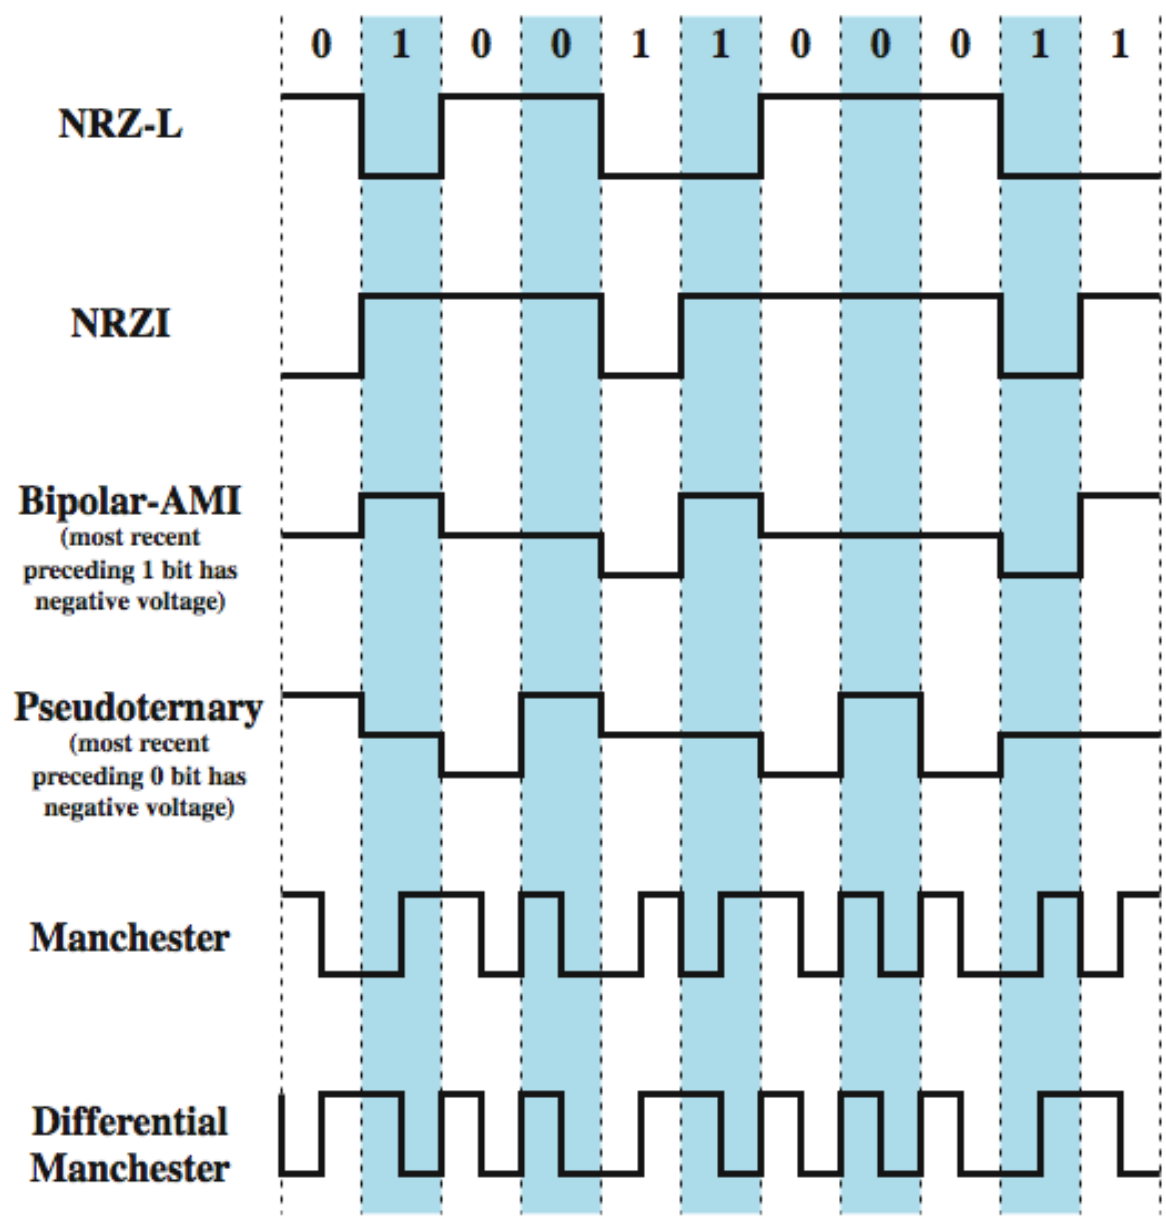 0 1 0 0 1 1 0 0 0 1 1
NRZ-L
NRZI
Bipolar-AMI
(most recent
preceding 1 bit has
negative voltage)
Pseudoternary
(most recent
preceding 0 bit has
negative voltage)
Manchester
Differential
Manchester